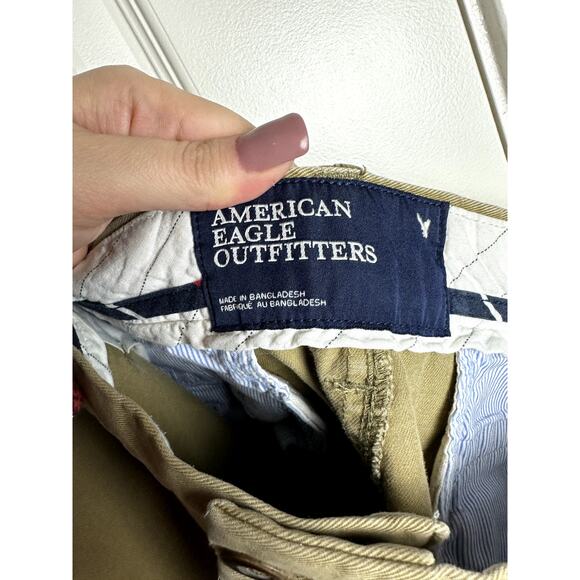 AMERICAN
EAGLE
OUTFITTERS
MADE IN BANGLADESH
FABRIQUÉ AU BANGLADESH